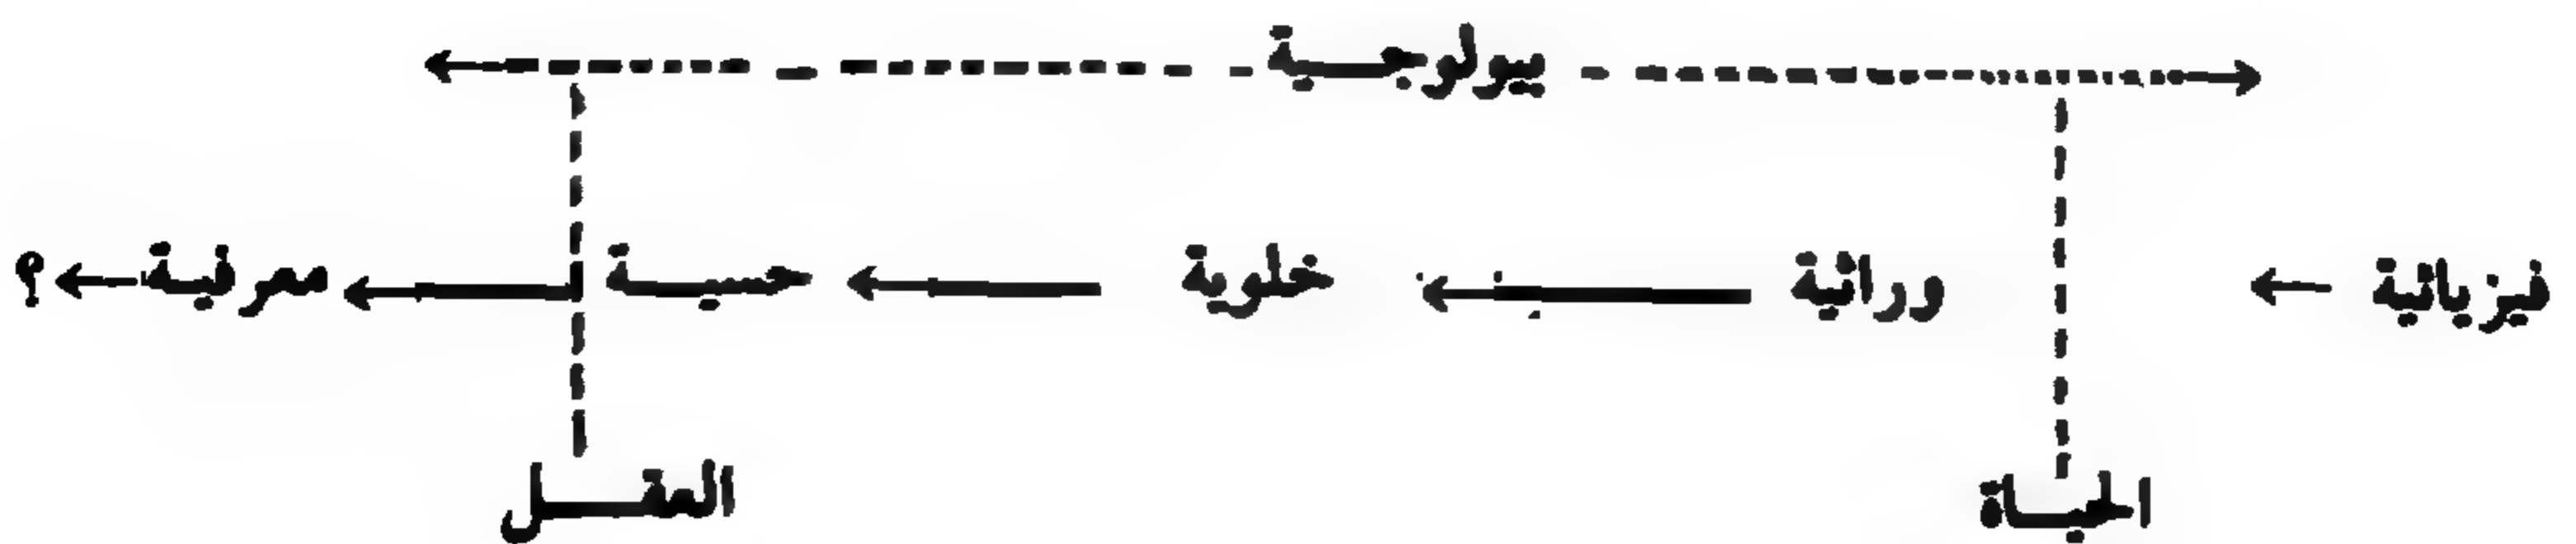 بيولوجية
فيزيائية ← وراثية ← خلوية ← حسية ← معرفية ← ؟
الحياة العقل